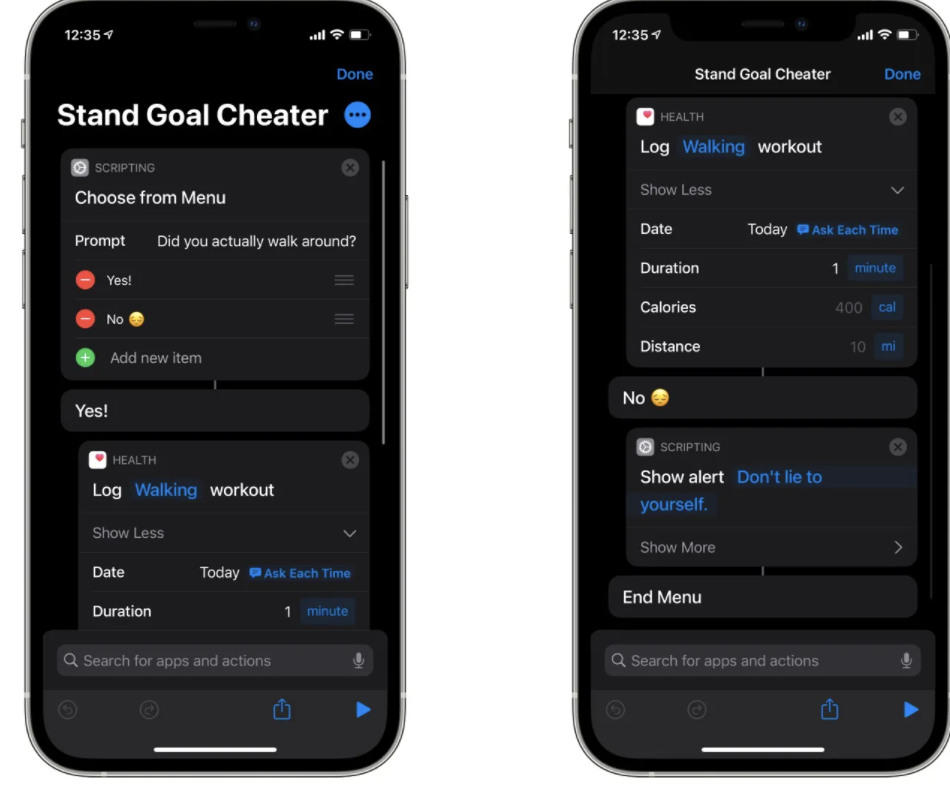 12:35
Done
Stand Goal Cheater
SCRIPTING
Choose from Menu
Prompt Did you actually walk around?
Yes!
No 😔
Add new item
Yes!
HEALTH
Log Walking workout
Show Less
Date Today Ask Each Time
Duration 1 minute
Search for apps and actions
12:35
Stand Goal Cheater Done
HEALTH
Log Walking workout
Show Less
Date Today Ask Each Time
Duration 1 minute
Calories 400 cal
Distance 10 mi
No 😔
SCRIPTING
Show alert Don't lie to
yourself.
Show More
End Menu
Search for apps and actions